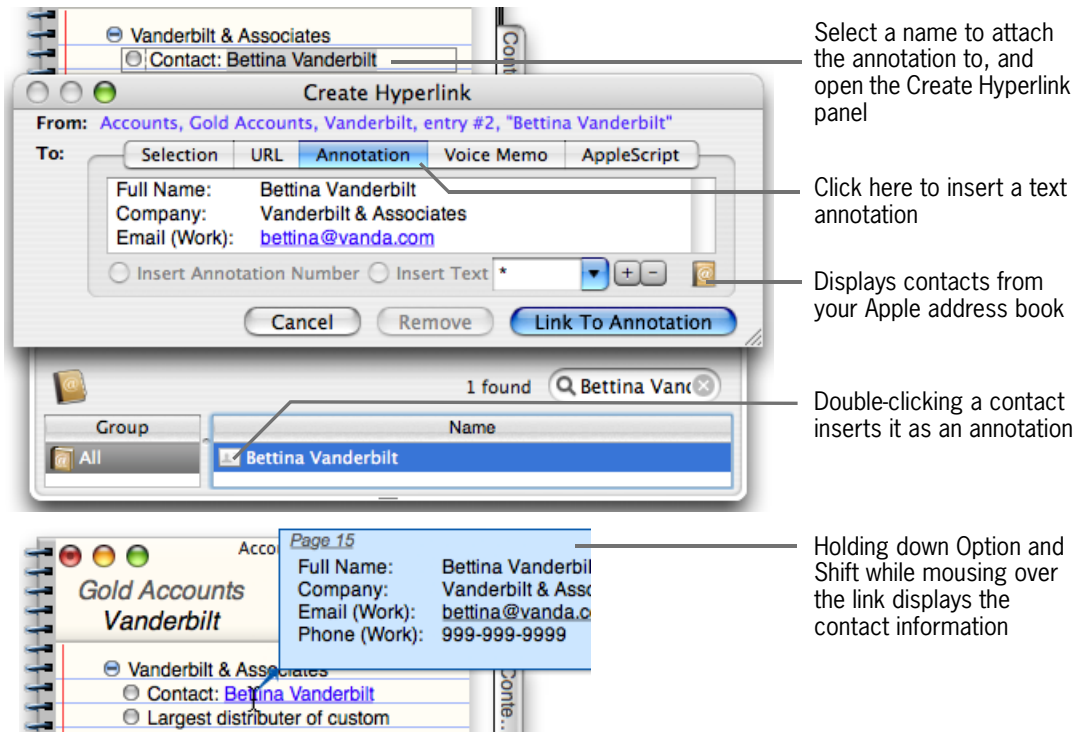 Vanderbilt & Associates
Contact: Bettina Vanderbilt
Cont
Select a name to attach
the annotation to, and
open the Create Hyperlink
panel
Create Hyperlink
From: Accounts, Gold Accounts, Vanderbilt, entry #2, "Bettina Vanderbilt"
To: Selection URL Annotation Voice Memo AppleScript
Full Name: Bettina Vanderbilt
Company: Vanderbilt & Associates
Email (Work): bettina@vanda.com
Click here to insert a text
annotation
Insert Annotation Number Insert Text * + −
Displays contacts from
your Apple address book
Cancel Remove Link To Annotation
1 found Bettina Vand
Group Name
All Bettina Vanderbilt
Double-clicking a contact
inserts it as an annotation
Accou
Gold Accounts
Vanderbilt
Page 15
Full Name: Bettina Vanderbil
Company: Vanderbilt & Asso
Email (Work): bettina@vanda.c
Phone (Work): 999-999-9999
Holding down Option and
Shift while mousing over
the link displays the
contact information
Vanderbilt & Associates
Contact: Bettina Vanderbilt
Largest distributer of custom
Conte...